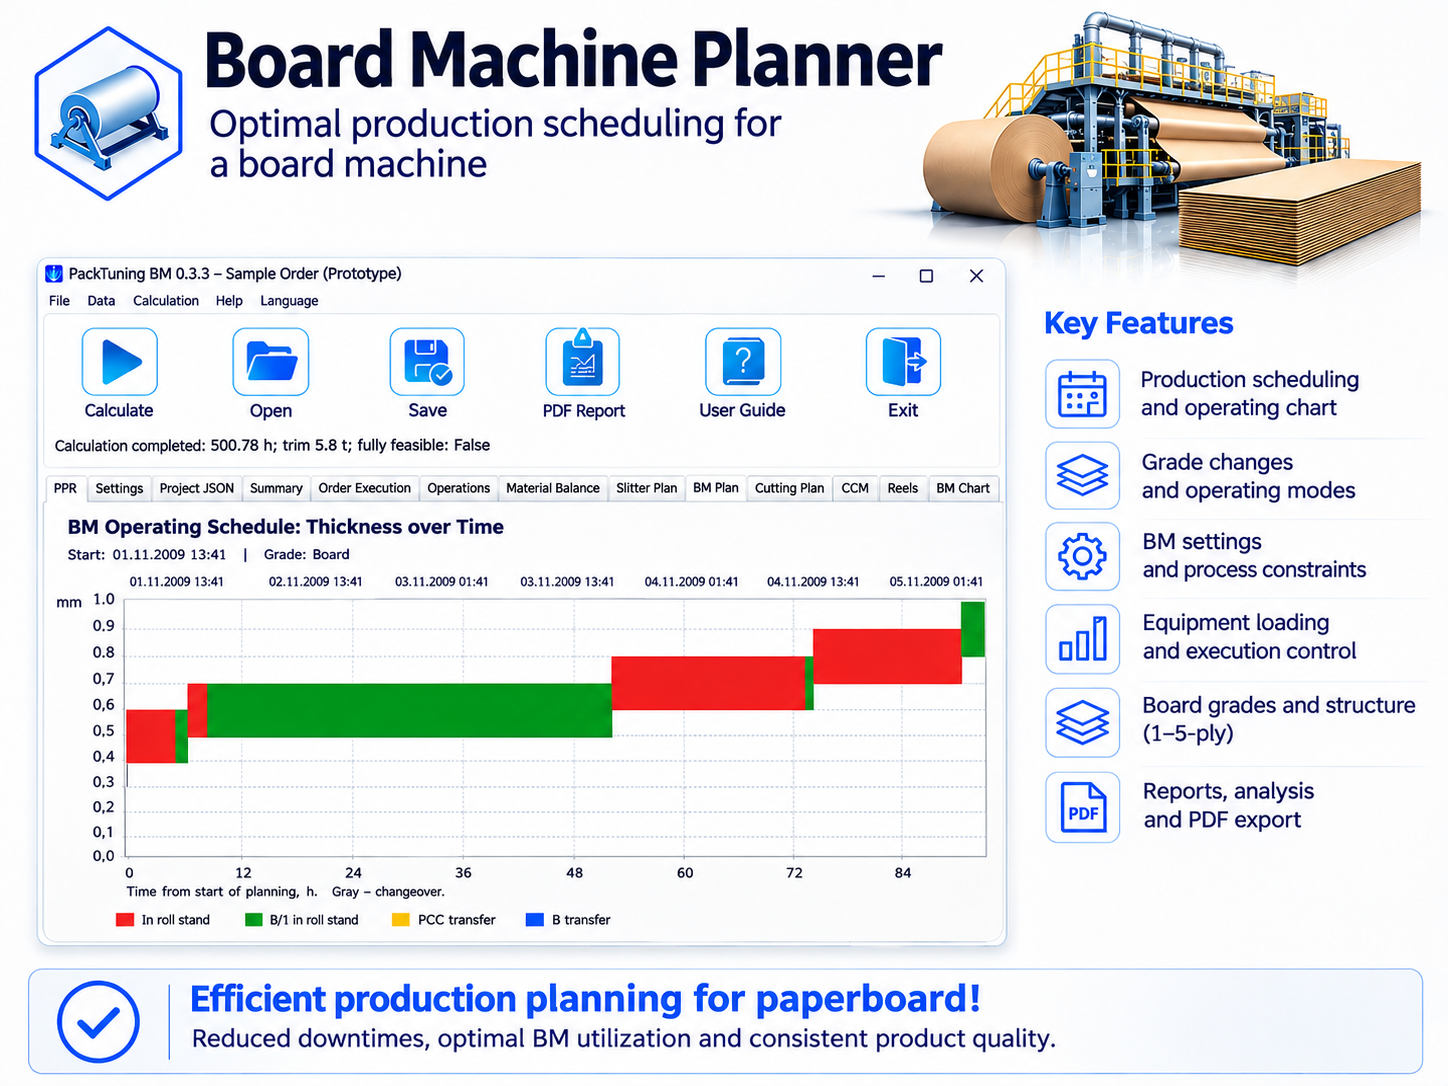 Board Machine Planner
Optimal production scheduling for
a board machine
PackTuning BM 0.3.3 – Sample Order (Prototype)
File Data Calculation Help Language
Calculate Open Save PDF Report User Guide Exit
Calculation completed: 500.78 h; trim 5.8 t; fully feasible: False
PPR Settings Project JSON Summary Order Execution Operations Material Balance Slitter Plan BM Plan Cutting Plan CCM Reels BM Chart
BM Operating Schedule: Thickness over Time
Start: 01.11.2009 13:41 | Grade: Board
01.11.2009 13:41 02.11.2009 13:41 03.11.2009 01:41 03.11.2009 13:41 04.11.2009 01:41 04.11.2009 13:41 05.11.2009 01:41
mm 1.0
0,9
0.8
0,7
0,6
0,5
0,4
0,3
0,2
0,1
0,0
0 12 24 36 48 60 72 84
Time from start of planning, h. Gray – changeover.
In roll stand B/1 in roll stand PCC transfer B transfer
Key Features
Production scheduling
and operating chart
Grade changes
and operating modes
BM settings
and process constraints
Equipment loading
and execution control
Board grades and structure
(1–5-ply)
PDF
Reports, analysis
and PDF export
Efficient production planning for paperboard!
Reduced downtimes, optimal BM utilization and consistent product quality.